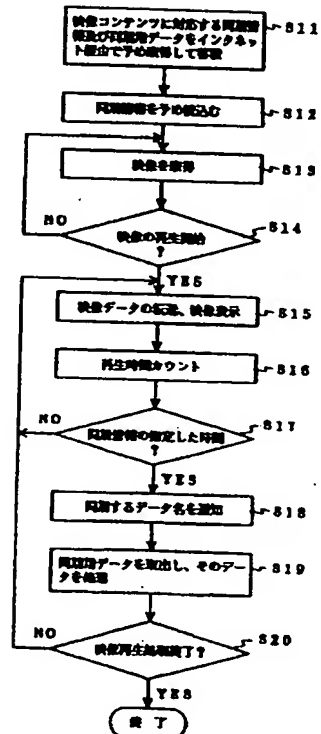 映像コンテンツに対応する同期情
報及び同期用データをインタネッ
ト経由で予め取得して蓄積
S11
同期情報を予め読込む
S12
映像を取得
S13
NO
映像の再生開始
?
S14
YES
映像データの伝送、映像表示
S15
再生時間カウント
S16
NO
同期情報の指定した時間
?
S17
YES
同期するデータ名を通知
S18
同期用データを取出し、そのデー
タを処理
S19
NO
映像再生処理終了?
S20
YES
終了